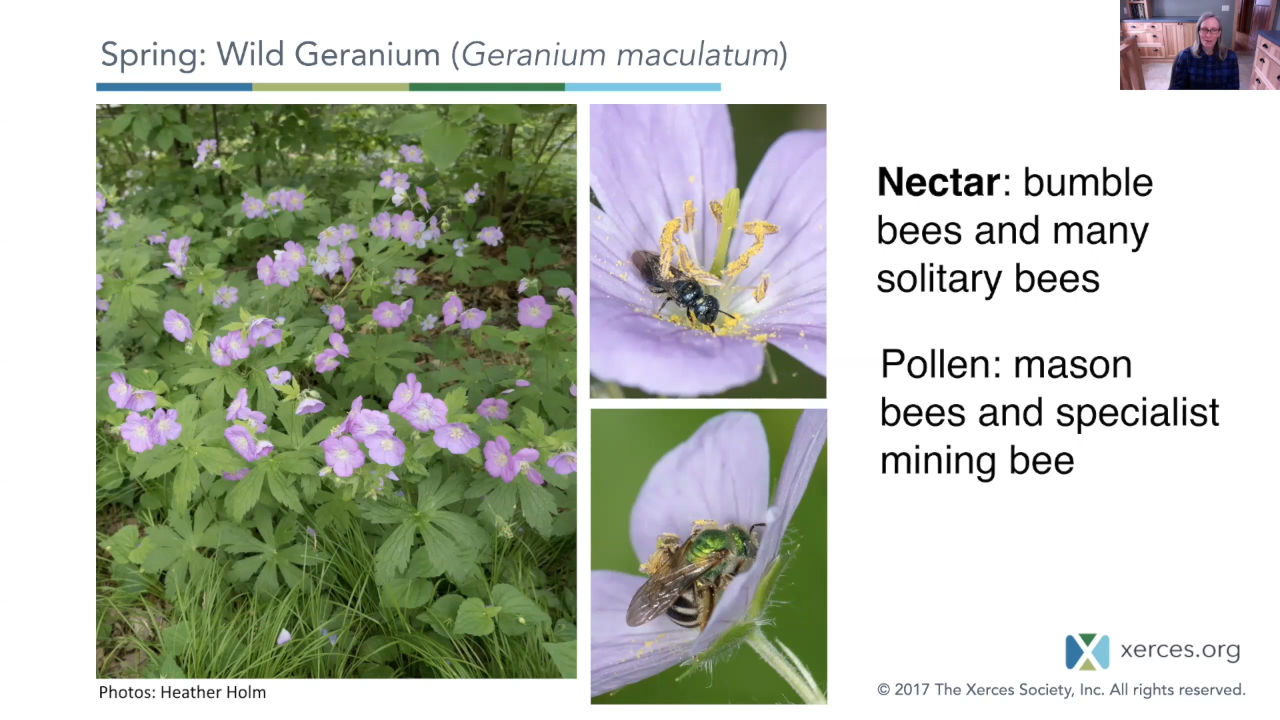 Spring: Wild Geranium (Geranium maculatum)
Nectar: bumble
bees and many
solitary bees
Pollen: mason
bees and specialist
mining bee
Photos: Heather Holm
xerces.org
© 2017 The Xerces Society, Inc. All rights reserved.